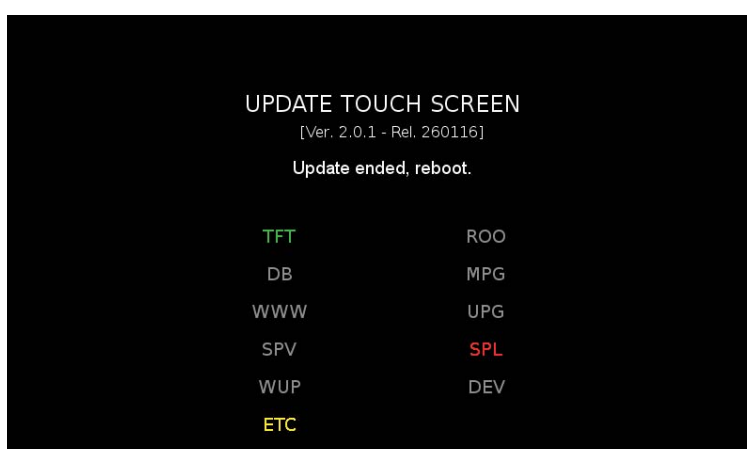 UPDATE TOUCH SCREEN
[Ver. 2.0.1 - Rel. 260116]
Update ended, reboot.
TFT ROO
DB MPG
WWW UPG
SPV SPL
WUP DEV
ETC